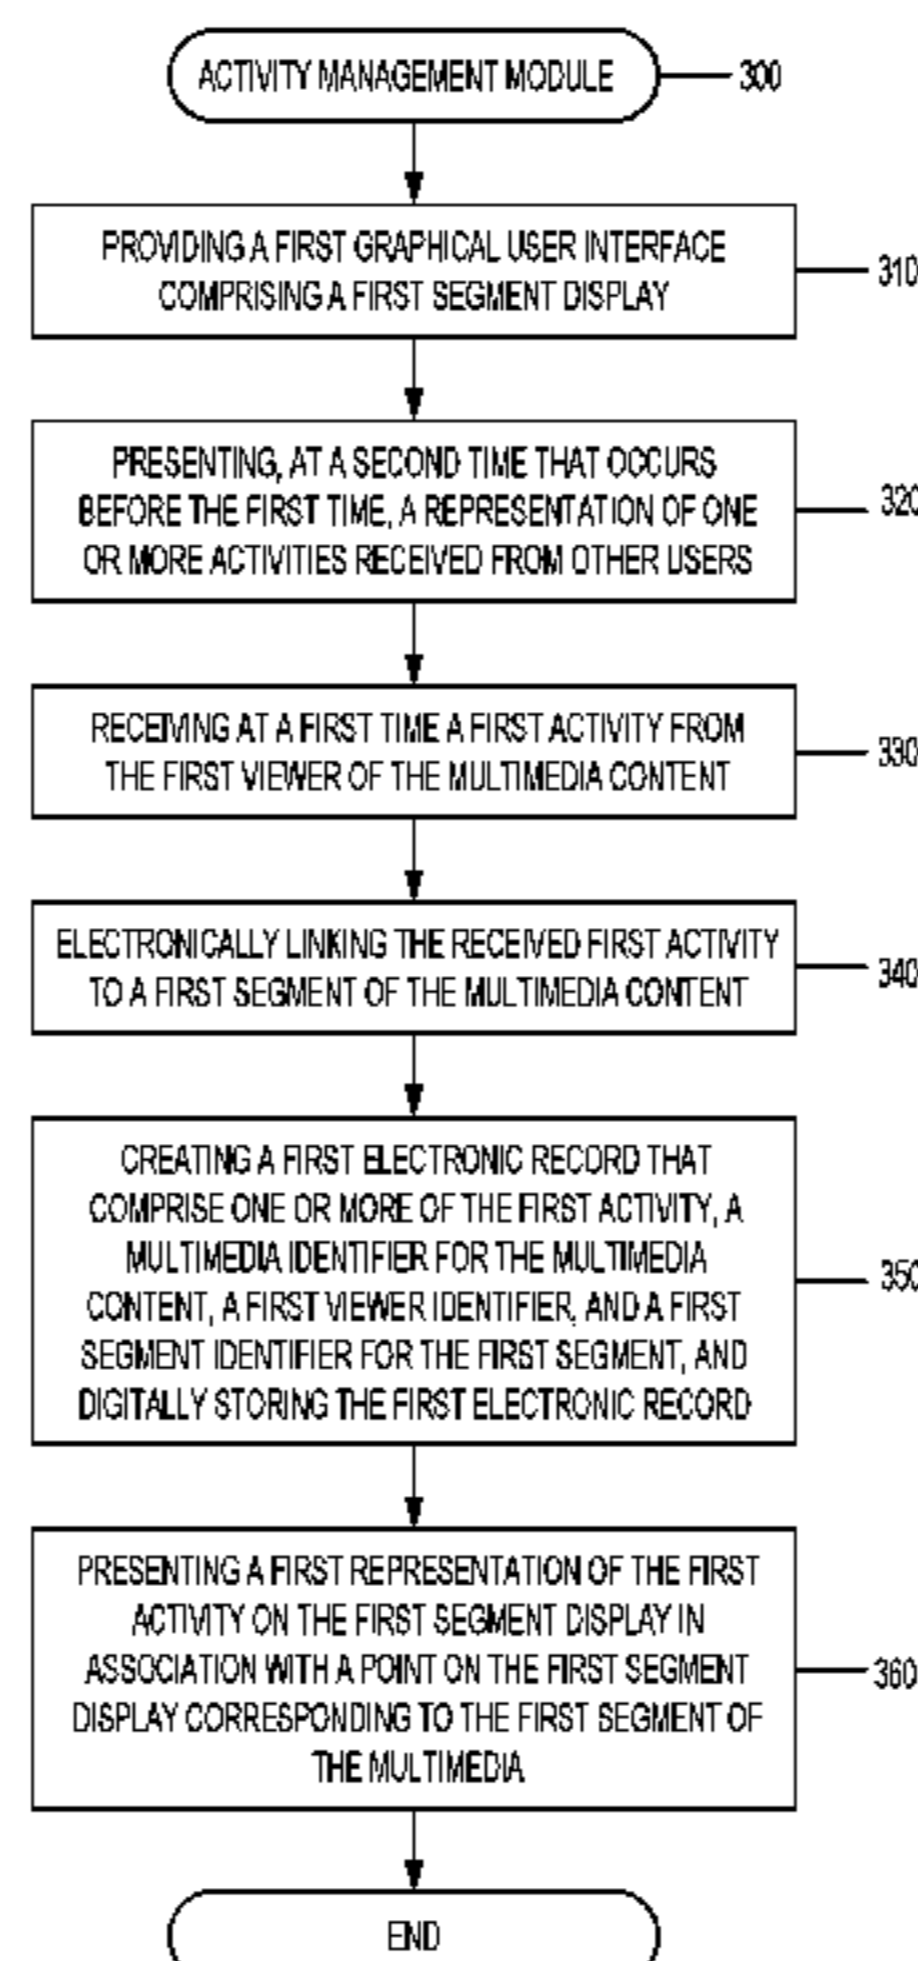 ACTIVITY MANAGEMENT MODULE
300
PROVIDING A FIRST GRAPHICAL USER INTERFACE
COMPRISING A FIRST SEGMENT DISPLAY
310
PRESENTING, AT A SECOND TIME THAT OCCURS
BEFORE THE FIRST TIME, A REPRESENTATION OF ONE
OR MORE ACTIVITIES RECEIVED FROM OTHER USERS
320
RECEIVING AT A FIRST TIME A FIRST ACTIVITY FROM
THE FIRST VIEWER OF THE MULTIMEDIA CONTENT
330
ELECTRONICALLY LINKING THE RECEIVED FIRST ACTIVITY
TO A FIRST SEGMENT OF THE MULTIMEDIA CONTENT
340
CREATING A FIRST ELECTRONIC RECORD THAT
COMPRISE ONE OR MORE OF THE FIRST ACTIVITY, A
MULTIMEDIA IDENTIFIER FOR THE MULTIMEDIA
CONTENT, A FIRST VIEWER IDENTIFIER, AND A FIRST
SEGMENT IDENTIFIER FOR THE FIRST SEGMENT, AND
DIGITALLY STORING THE FIRST ELECTRONIC RECORD
350
PRESENTING A FIRST REPRESENTATION OF THE FIRST
ACTIVITY ON THE FIRST SEGMENT DISPLAY IN
ASSOCIATION WITH A POINT ON THE FIRST SEGMENT
DISPLAY CORRESPONDING TO THE FIRST SEGMENT OF
THE MULTIMEDIA
360
END